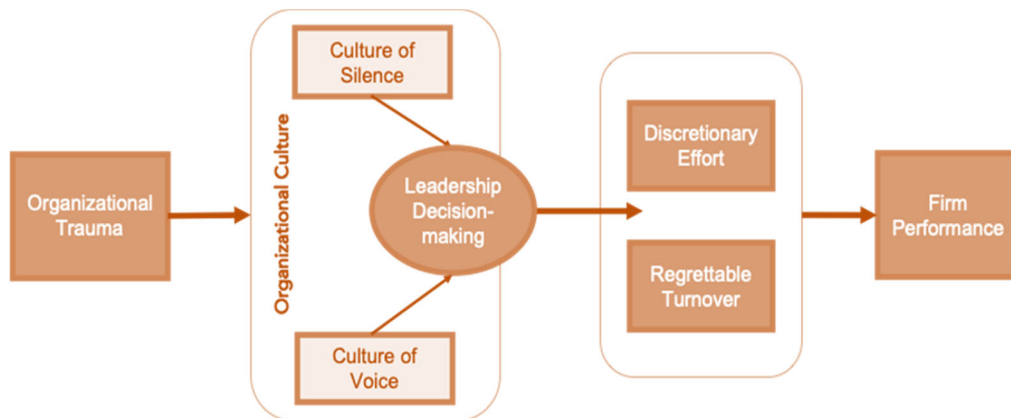 Organizational
Trauma
Organizational Culture
Culture of
Silence
Leadership
Decision-
making
Culture of
Voice
Discretionary
Effort
Regrettable
Turnover
Firm
Performance